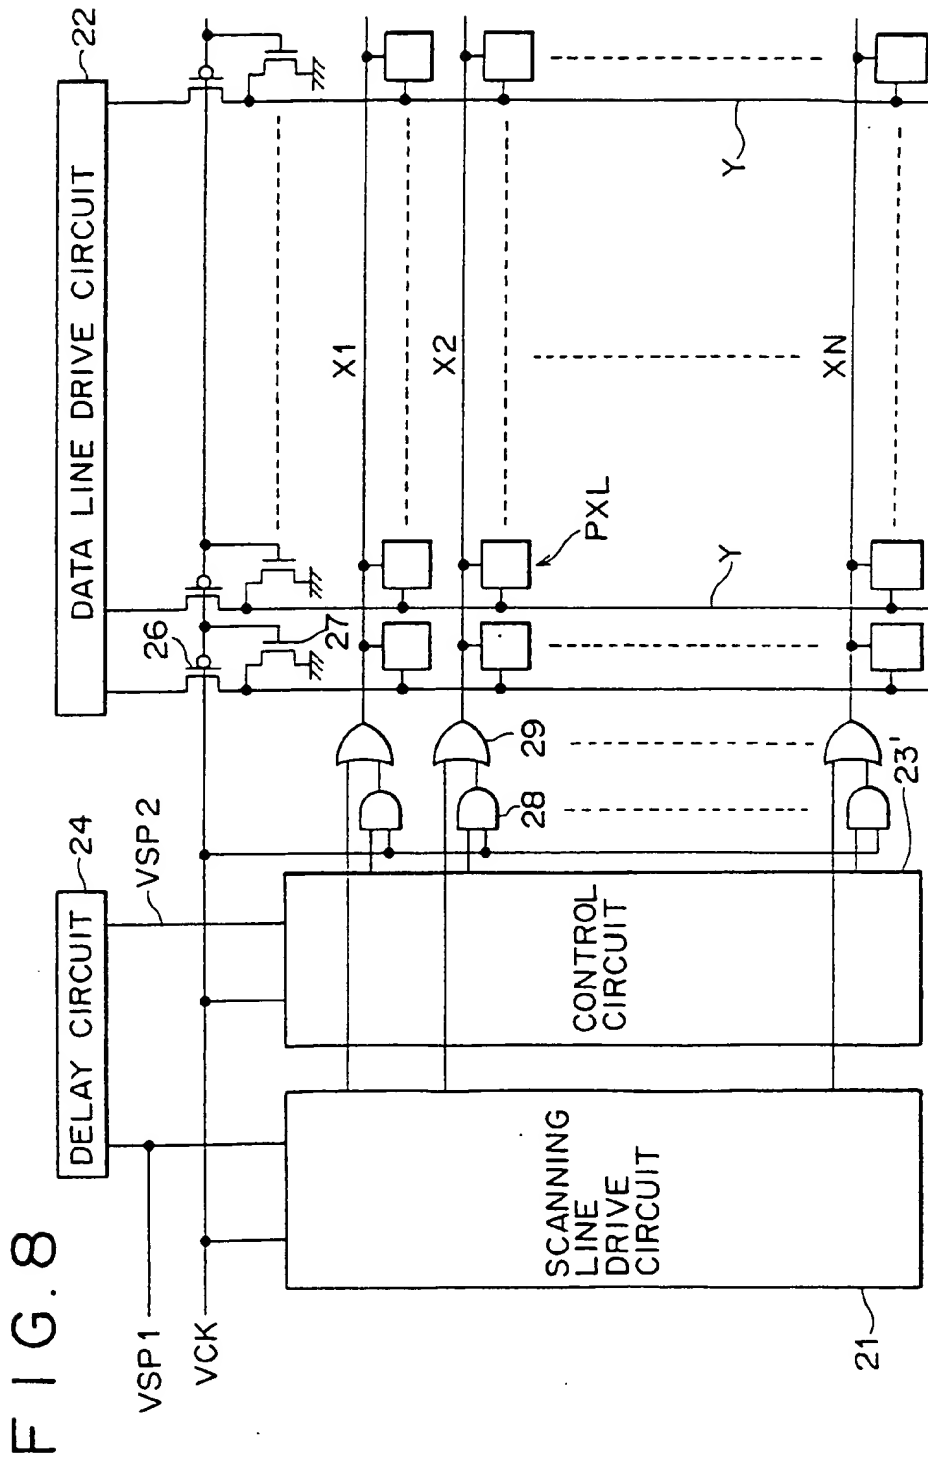 FIG. 8
VSP1
VCK
DELAY CIRCUIT
24
VSP2
DATA LINE DRIVE CIRCUIT
22
26
27
X1
X2
XN
PXL
Y
Y
29
28
23'
CONTROL
CIRCUIT
SCANNING
LINE
DRIVE
CIRCUIT
21